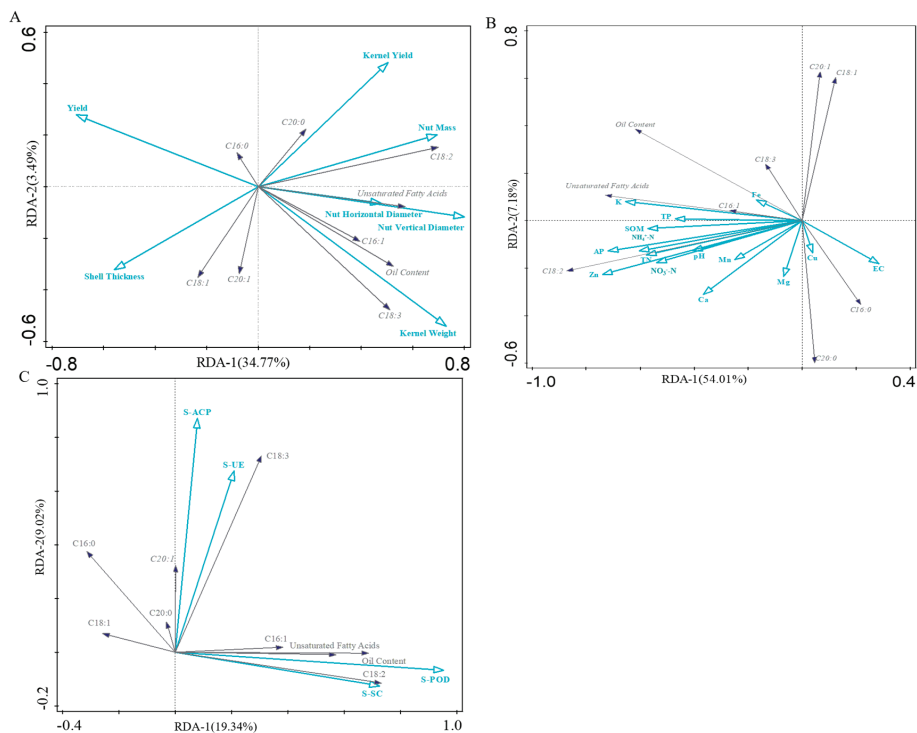 A
0.6
Kernel Yield
Yield
C20:0
Nut Mass
C16:0
C18:2
RDA-2(3.49%)
Unsaturated Fatty Acids
Nut Horizontal Diameter
Nut Vertical Diameter
C16:1
Shell Thickness
C18:1
C20:1
Oil Content
C18:3
Kernel Weight
-0.6
-0.8
RDA-1(34.77%)
0.8
B
0.8
C20:1
C18:1
Oil Content
C18:3
Unsaturated Fatty Acids
K
Fe
C16:1
TP
RDA-2(7.18%)
SOM
NH₄⁺-N
AP
TN
pH
Cu
Mn
EC
C18:2
Zn
NO₃⁻-N
Mg
Ca
C16:0
C20:0
-0.6
-1.0
RDA-1(54.01%)
0.4
C
1.0
S-ACP
S-UE
C18:3
RDA-2(9.02%)
C16:0
C20:1
C20:0
C18:1
C16:1
Unsaturated Fatty Acids
Oil Content
C18:2
S-POD
S-SC
-0.2
-0.4
RDA-1(19.34%)
1.0